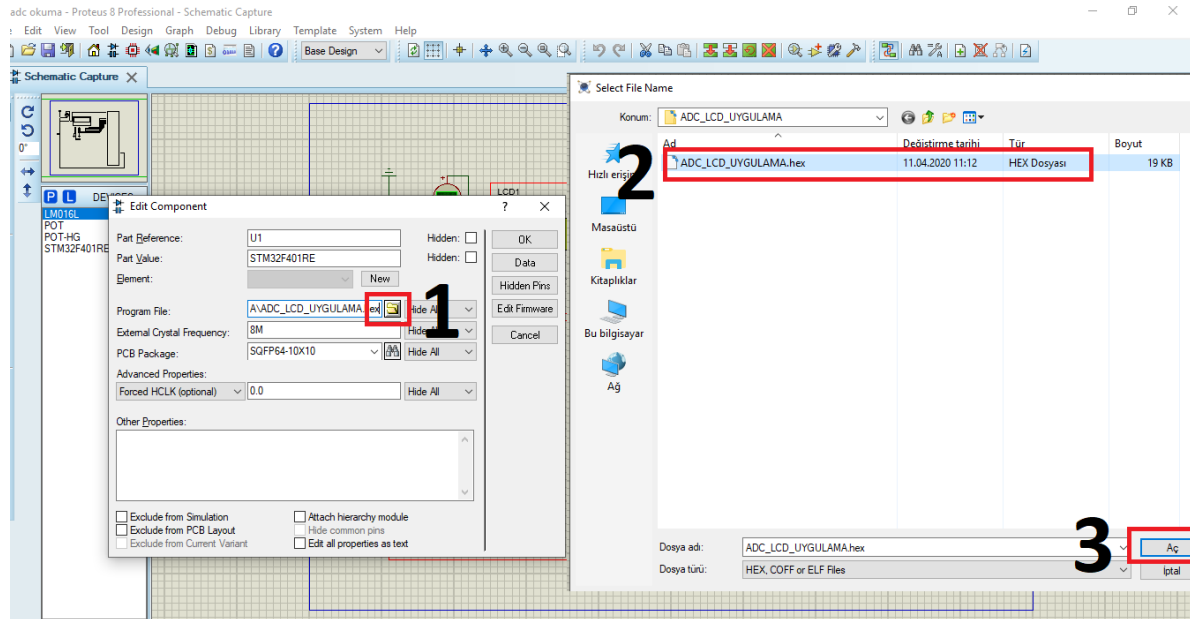 adc okuma - Proteus 8 Professional - Schematic Capture
Edit View Tool Design Graph Debug Library Template System Help
Base Design
Schematic Capture
0°
P L DEVICES
LM016L
POT
POT-HG
STM32F401RE
LCD1
Edit Component
? X
Part Reference: U1 Hidden:
Part Value: STM32F401RE Hidden:
Element: New
Program File: A\ADC_LCD_UYGULAMA.hex Hide All
External Crystal Frequency: 8M Hide All
PCB Package: SQFP64-10X10 Hide All
Advanced Properties:
Forced HCLK (optional) 0.0 Hide All
Other Properties:
Exclude from Simulation Attach hierarchy module
Exclude from PCB Layout Hide common pins
Exclude from Current Variant Edit all properties as text
OK
Data
Hidden Pins
Edit Firmware
Cancel
1
Select File Name
Konum: ADC_LCD_UYGULAMA
Ad Değiştirme tarihi Tür Boyut
ADC_LCD_UYGULAMA.hex 11.04.2020 11:12 HEX Dosyası 19 KB
2
Hızlı erişim
Masaüstü
Kitaplıklar
Bu bilgisayar
Ağ
Dosya adı: ADC_LCD_UYGULAMA.hex Aç
Dosya türü: HEX, COFF or ELF Files İptal
3